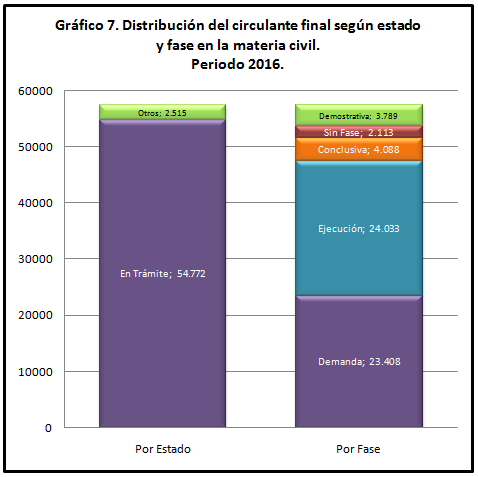 Gráfico 7. Distribución del circulante final según estado
y fase en la materia civil.
Periodo 2016.
60000
50000
40000
30000
20000
10000
0
Otros; 2.515
En Trámite; 54.772
Demostrativa; 3.789
Sin Fase; 2.113
Conclusiva; 4.088
Ejecución; 24.033
Demanda; 23.408
Por Estado
Por Fase